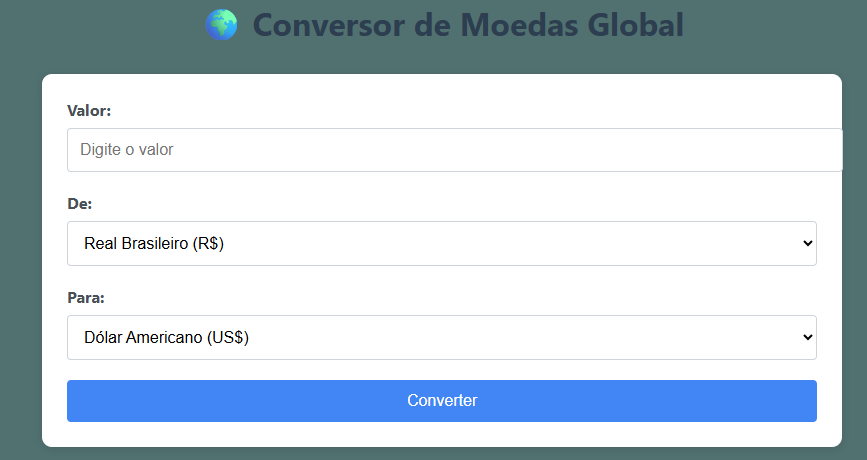 Conversor de Moedas Global
Valor:
Digite o valor
De:
Real Brasileiro (R$)
Para:
Dólar Americano (US$)
Converter